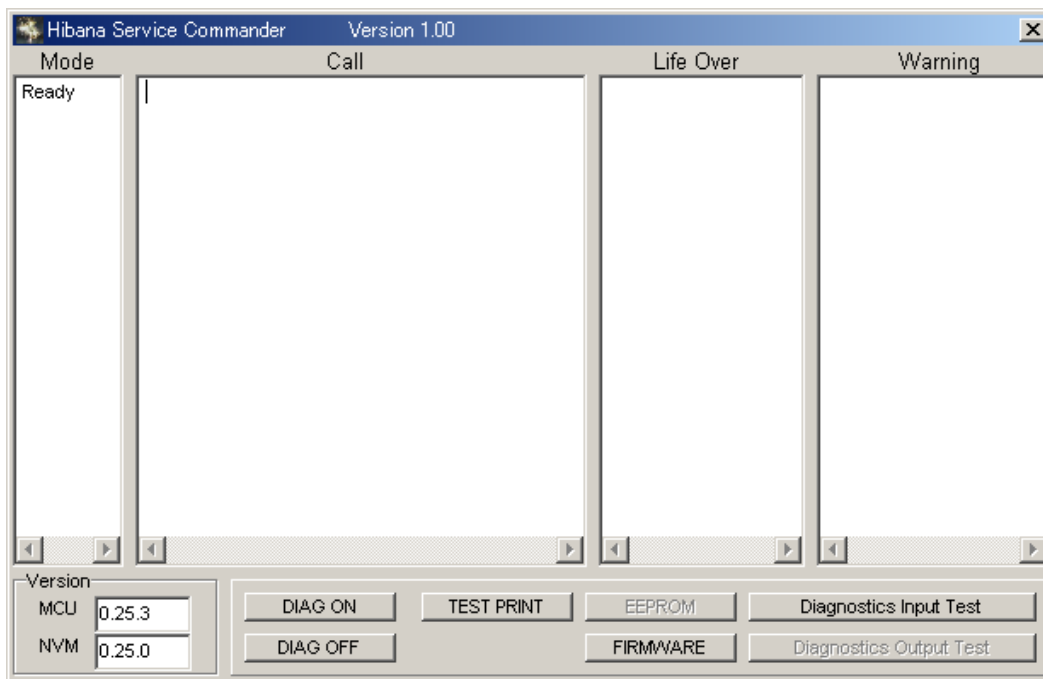 Hibana Service Commander Version 1.00
Mode Call Life Over Warning
Ready
Version
MCU 0.25.3
NVM 0.25.0
DIAG ON TEST PRINT EEPROM Diagnostics Input Test
DIAG OFF FIRMWARE Diagnostics Output Test